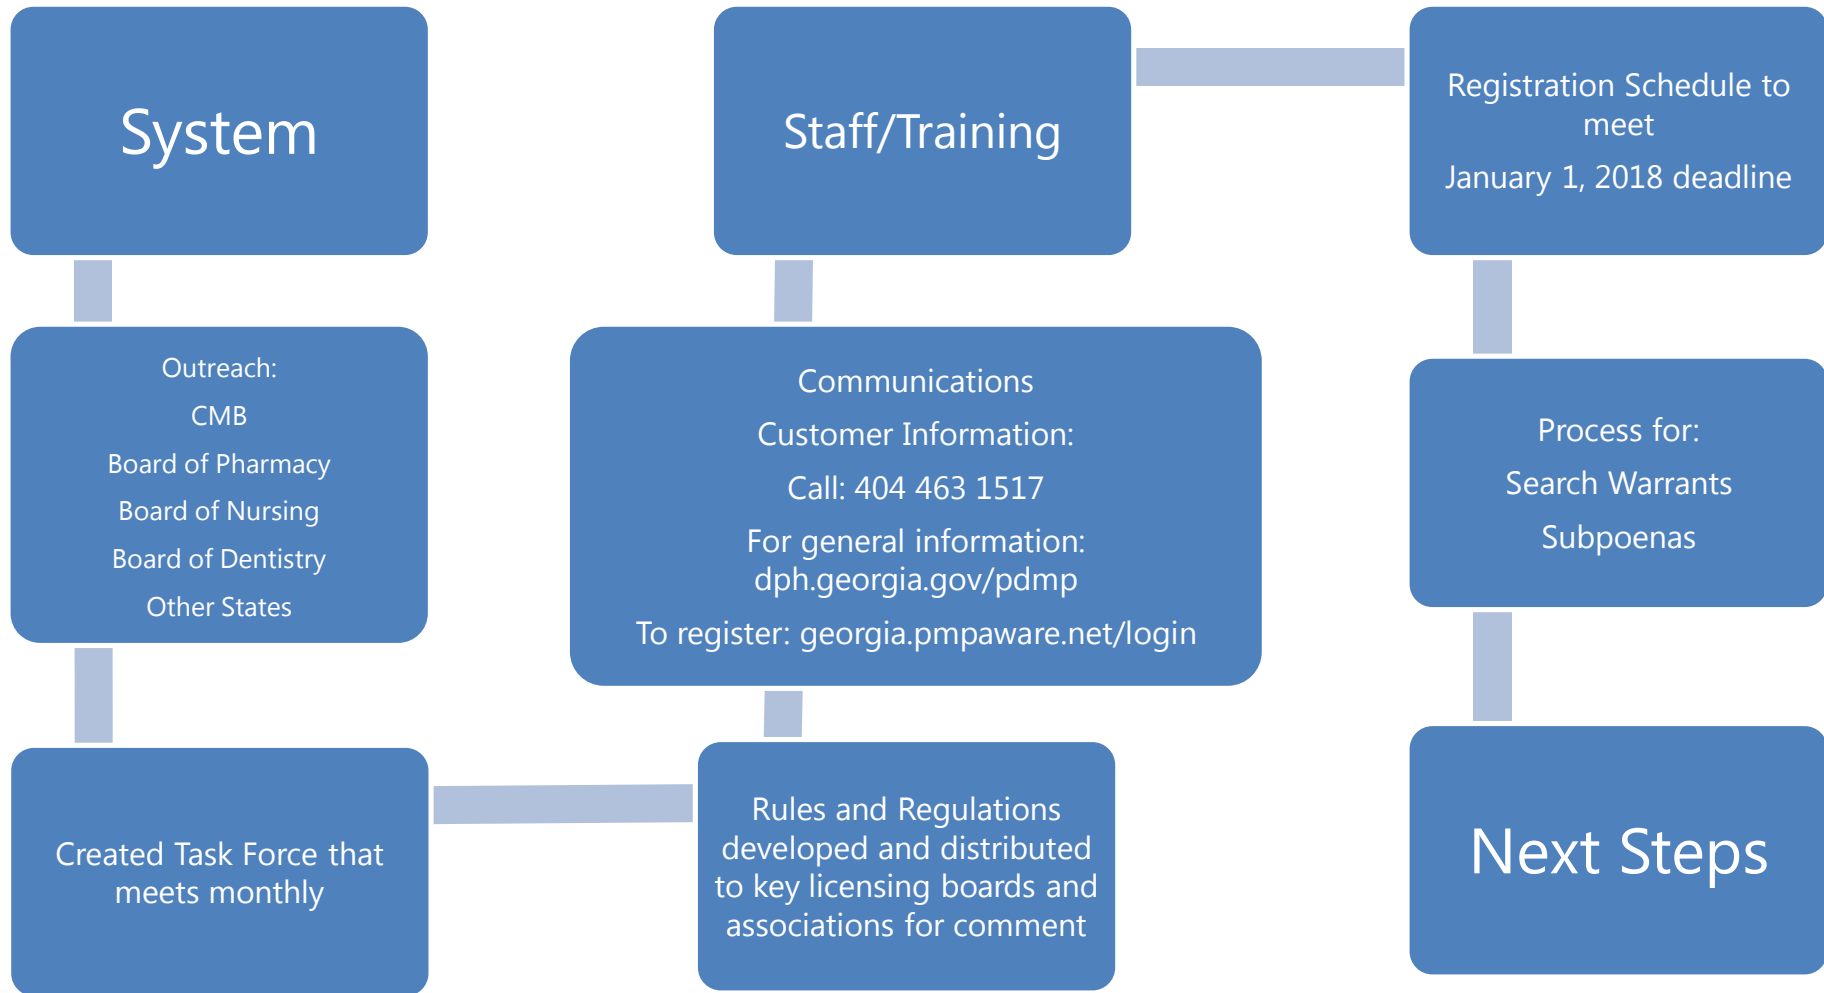 System
Outreach:
CMB
Board of Pharmacy
Board of Nursing
Board of Dentistry
Other States
Created Task Force that
meets monthly
Rules and Regulations
developed and distributed
to key licensing boards and
associations for comment
Communications
Customer Information:
Call: 404 463 1517
For general information:
dph.georgia.gov/pdmp
To register: georgia.pmpaware.net/login
Staff/Training
Registration Schedule to
meet
January 1, 2018 deadline
Process for:
Search Warrants
Subpoenas
Next Steps